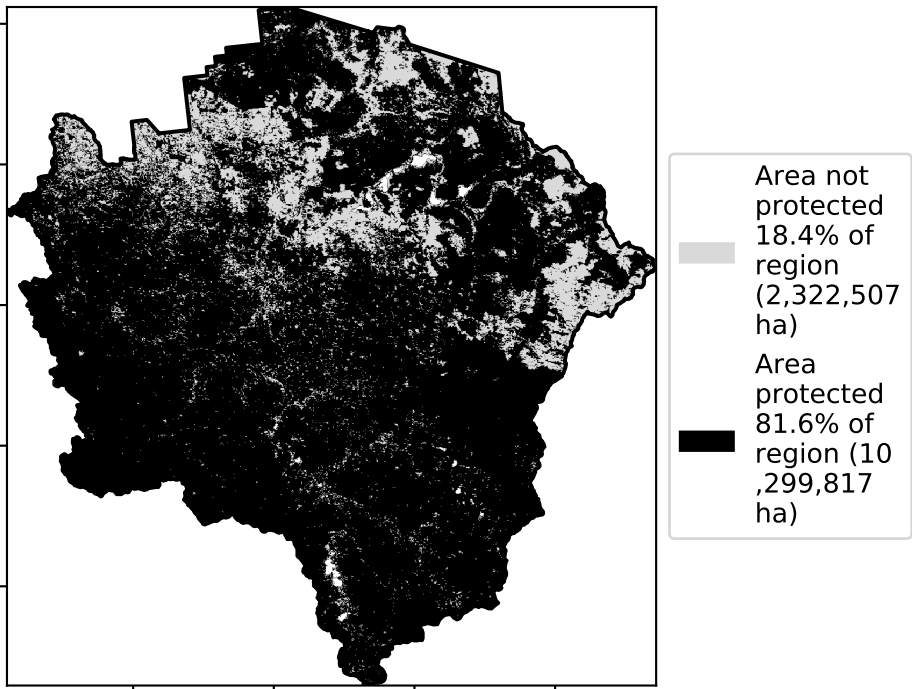 Area not
protected
18.4% of
region
(2,322,507
ha)
Area
protected
81.6% of
region (10
,299,817
ha)